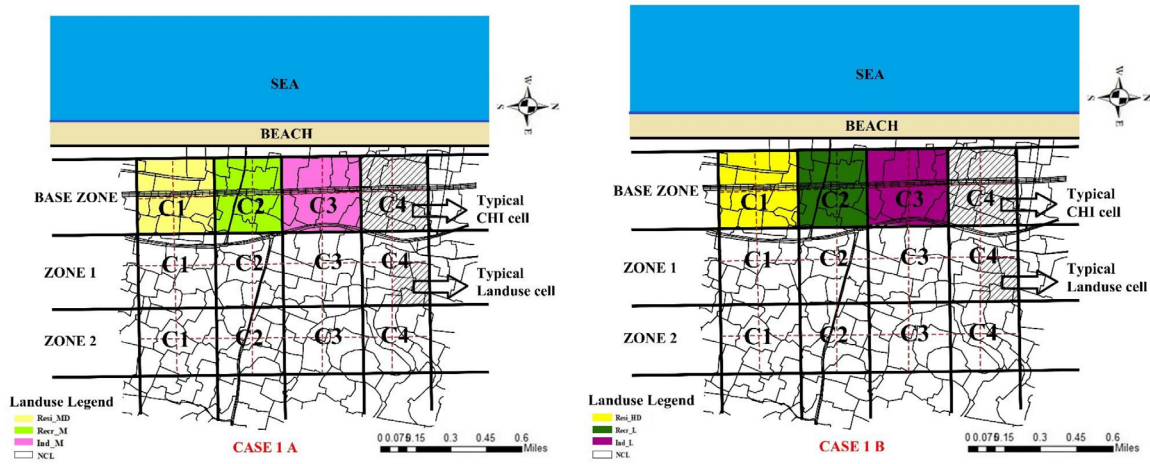 SEA
W
N
S
E
BEACH
BASE ZONE
C1
C2
C3
C4
Typical
CHI cell
ZONE 1
C1
C2
C3
C4
Typical
Landuse cell
ZONE 2
C1
C2
C3
C4
Landuse Legend
Resi_MD
Recr_M
Ind_M
NCL
CASE 1 A
0 0.075 0.15 0.3 0.45 0.6
Miles
SEA
W
N
S
E
BEACH
BASE ZONE
C1
C2
C3
C4
Typical
CHI cell
ZONE 1
C1
C2
C3
C4
Typical
Landuse cell
ZONE 2
C1
C2
C3
C4
Landuse Legend
Resi_HD
Recr_L
Ind_L
NCL
CASE 1 B
0 0.075 0.15 0.3 0.45 0.6
Miles